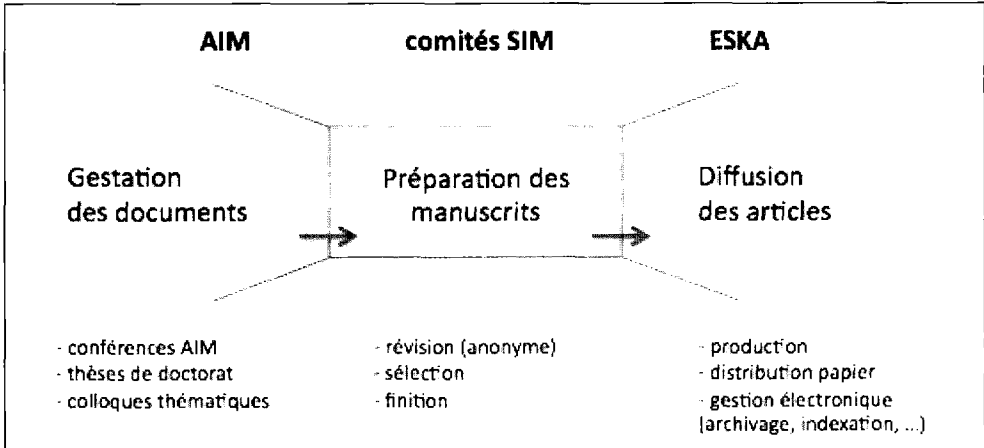 AIM comités SIM ESKA
Gestation
des documents
Préparation des
manuscrits
Diffusion
des articles
- conférences AIM
- thèses de doctorat
- colloques thématiques
- révision (anonyme)
- sélection
- finition
- production
- distribution papier
- gestion électronique
(archivage, indexation, ...)